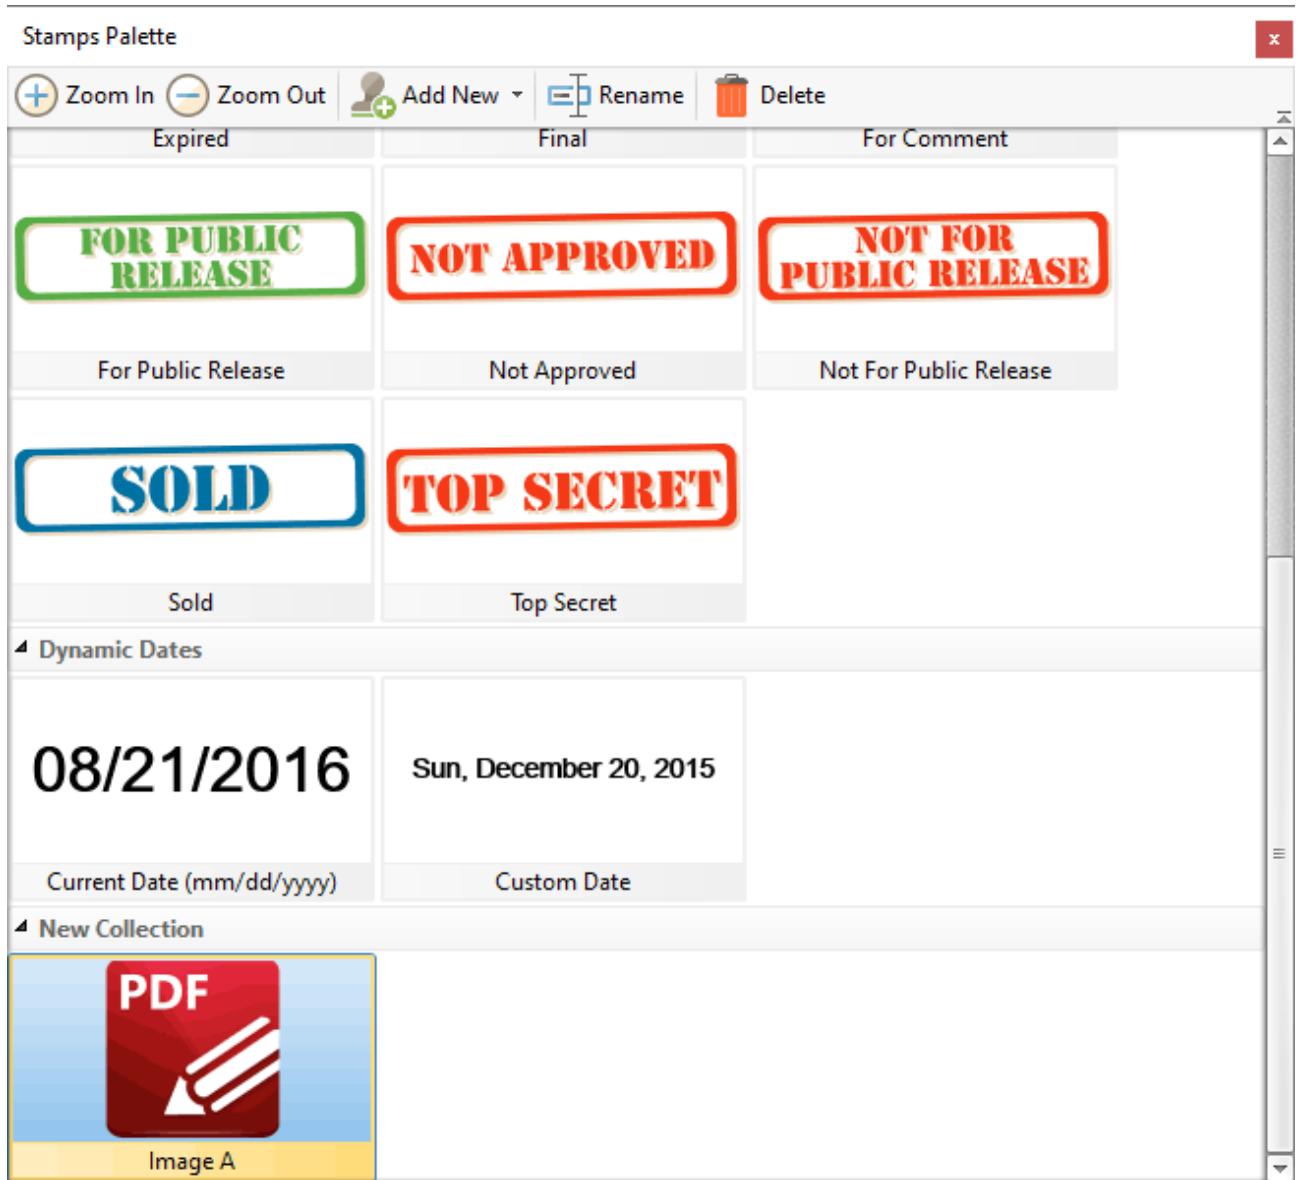 Stamps Palette
x
Zoom In Zoom Out Add New Rename Delete
Expired Final For Comment
FOR PUBLIC
RELEASE
NOT APPROVED
NOT FOR
PUBLIC RELEASE
For Public Release Not Approved Not For Public Release
SOLD TOP SECRET
Sold Top Secret
Dynamic Dates
08/21/2016 Sun, December 20, 2015
Current Date (mm/dd/yyyy) Custom Date
New Collection
PDF
Image A